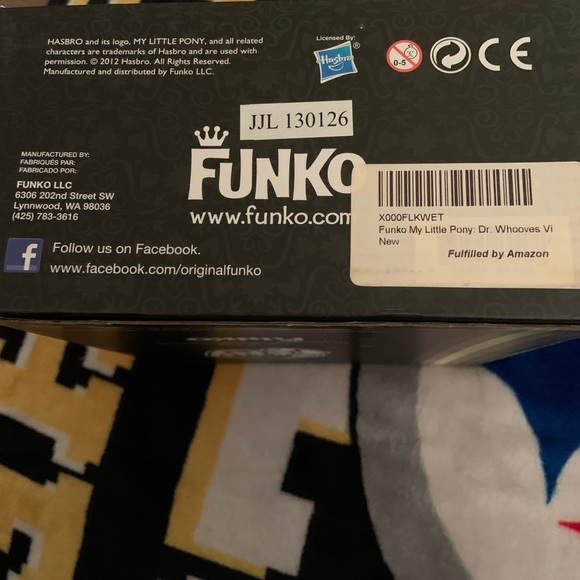 HASBRO and its logo, MY LITTLE PONY, and all related
characters are trademarks of Hasbro and are used with
permission. © 2012 Hasbro. All Rights Reserved.
Manufactured and distributed by Funko LLC.
Licensed By:
Hasbro®
0-5
CE
JJL 130126
FUNKO
www.funko.com
MANUFACTURED BY:
FABRIQUÉS PAR:
FABRICADO POR:
FUNKO LLC
6306 202nd Street SW
Lynnwood, WA 98036
(425) 783-3616
X000FLKWET
Funko My Little Pony: Dr. Whooves Vi
New
Fulfilled by Amazon
f
Follow us on Facebook.
www.facebook.com/originalfunko